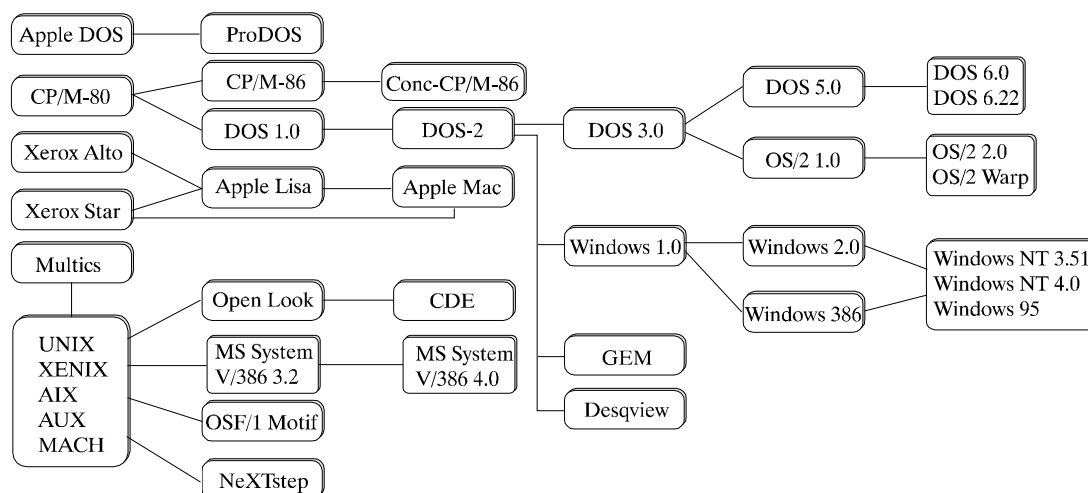 Apple DOS
ProDOS
CP/M-80
CP/M-86
Conc-CP/M-86
DOS 1.0
DOS-2
DOS 3.0
DOS 5.0
DOS 6.0
DOS 6.22
OS/2 1.0
OS/2 2.0
OS/2 Warp
Xerox Alto
Xerox Star
Apple Lisa
Apple Mac
Windows 1.0
Windows 2.0
Windows 386
Windows NT 3.51
Windows NT 4.0
Windows 95
GEM
Desqview
Multics
UNIX
XENIX
AIX
AUX
MACH
Open Look
CDE
MS System
V/386 3.2
MS System
V/386 4.0
OSF/1 Motif
NeXTstep